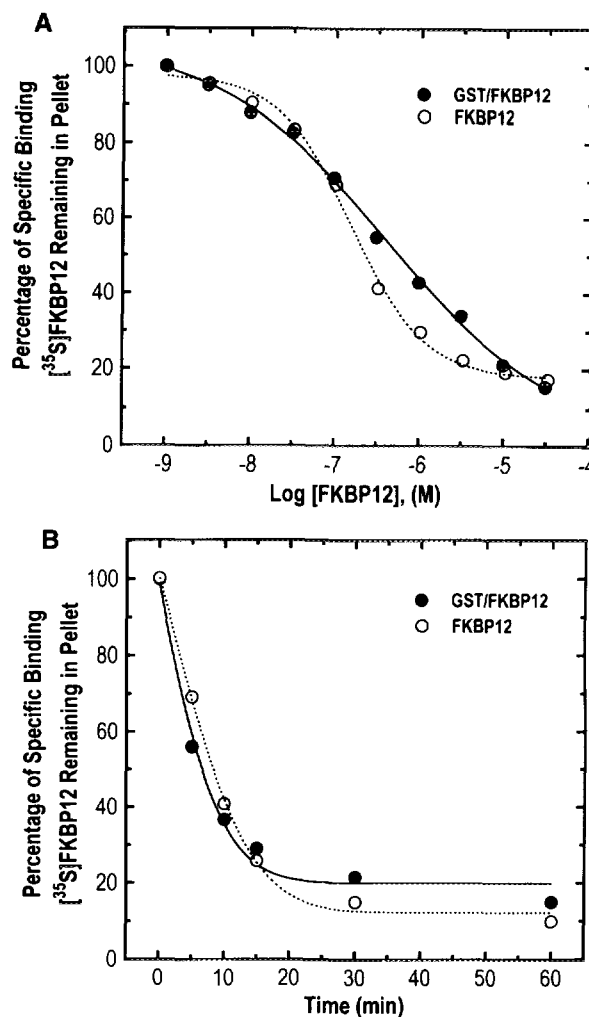 A
Percentage of Specific Binding
[³⁵S]FKBP12 Remaining in Pellet
100
80
60
40
20
0
GST/FKBP12
FKBP12
-9
-8
-7
-6
-5
-4
Log [FKBP12], (M)
B
Percentage of Specific Binding
[³⁵S]FKBP12 Remaining in Pellet
100
80
60
40
20
0
GST/FKBP12
FKBP12
0
10
20
30
40
50
60
Time (min)